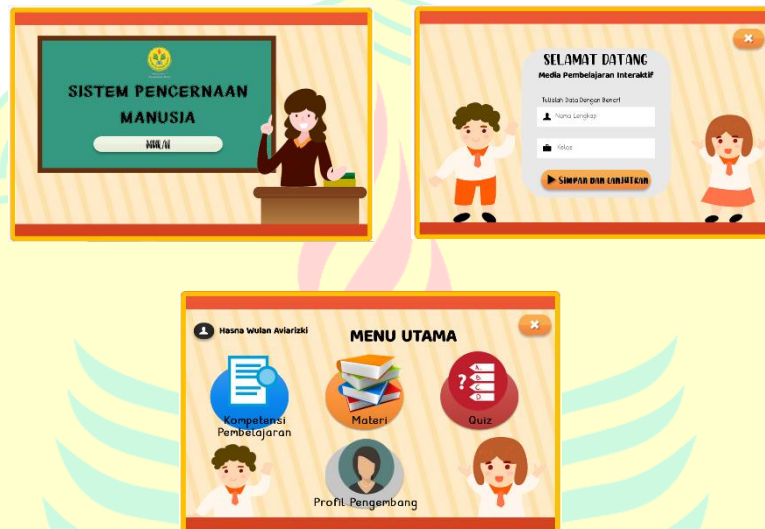 SISTEM PENCERNAAN
MANUSIA
SELAMAT DATANG
Media Pembelajaran Interaktif
Tulislah Data Dengan Benar!
Nama Lengkap
Kelas
SIMPAN DAN LANJUTKAN
Hasna Wulan Aviarizki
MENU UTAMA
Kompetensi
Pembelajaran
Materi
?
A.
B.
C.
D.
Quiz
Profil Pengembang